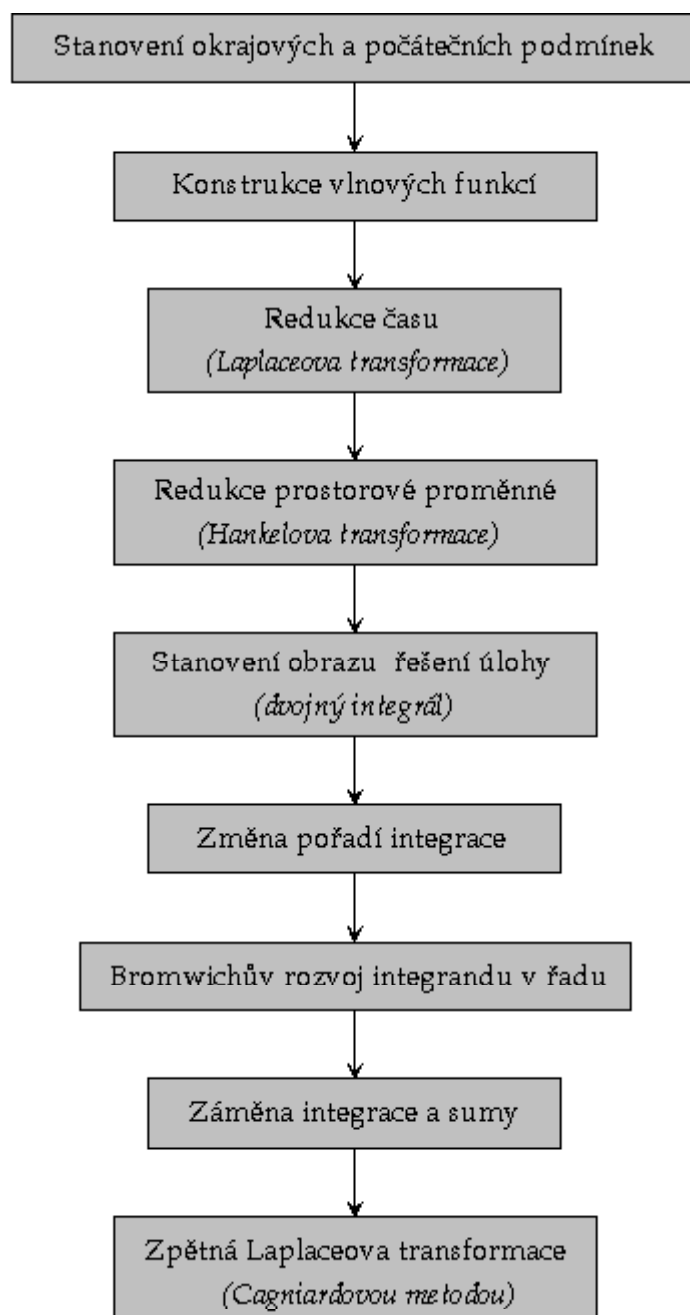 Stanovení okrajových a počátečních podmínek
Konstrukce vlnových funkcí
Redukce času
(Laplaceova transformace)
Redukce prostorové proměnné
(Hankelova transformace)
Stanovení obrazu řešení úlohy
(dvojný integrál)
Změna pořadí integrace
Bromwichův rozvoj integrandu v řadu
Záměna integrace a sumy
Zpětná Laplaceova transformace
(Cagniardovou metodou)